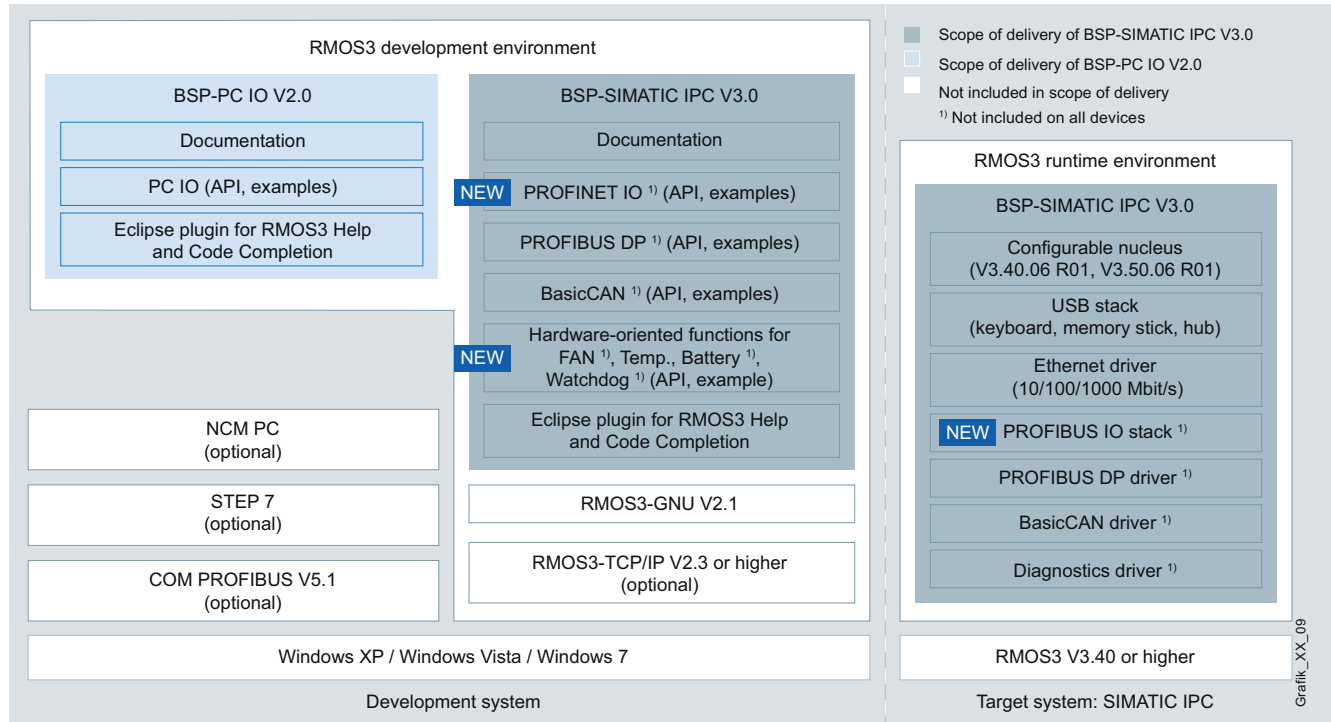 RMOS3 development environment
BSP-PC IO V2.0
Documentation
PC IO (API, examples)
Eclipse plugin for RMOS3 Help
and Code Completion
BSP-SIMATIC IPC V3.0
Documentation
NEW
PROFINET IO 1) (API, examples)
PROFIBUS DP 1) (API, examples)
BasicCAN 1) (API, examples)
NEW
Hardware-oriented functions for
FAN 1), Temp., Battery 1),
Watchdog 1) (API, example)
Eclipse plugin for RMOS3 Help
and Code Completion
NCM PC
(optional)
STEP 7
(optional)
COM PROFIBUS V5.1
(optional)
RMOS3-GNU V2.1
RMOS3-TCP/IP V2.3 or higher
(optional)
Windows XP / Windows Vista / Windows 7
Development system
Scope of delivery of BSP-SIMATIC IPC V3.0
Scope of delivery of BSP-PC IO V2.0
Not included in scope of delivery
1) Not included on all devices
RMOS3 runtime environment
BSP-SIMATIC IPC V3.0
Configurable nucleus
(V3.40.06 R01, V3.50.06 R01)
USB stack
(keyboard, memory stick, hub)
Ethernet driver
(10/100/1000 Mbit/s)
NEW
PROFIBUS IO stack 1)
PROFIBUS DP driver 1)
BasicCAN driver 1)
Diagnostics driver 1)
RMOS3 V3.40 or higher
Target system: SIMATIC IPC
Grafik_XX_09